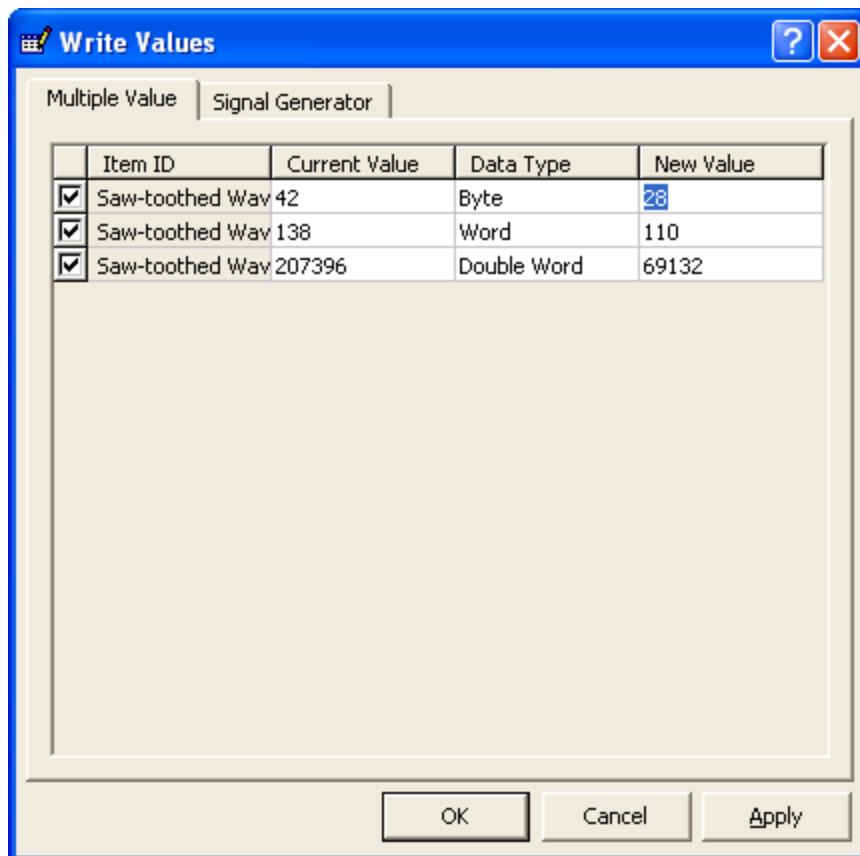 Write Values
Multiple Value Signal Generator
Item ID Current Value Data Type New Value
Saw-toothed Wav 42 Byte 28
Saw-toothed Wav 138 Word 110
Saw-toothed Wav 207396 Double Word 69132
OK Cancel Apply